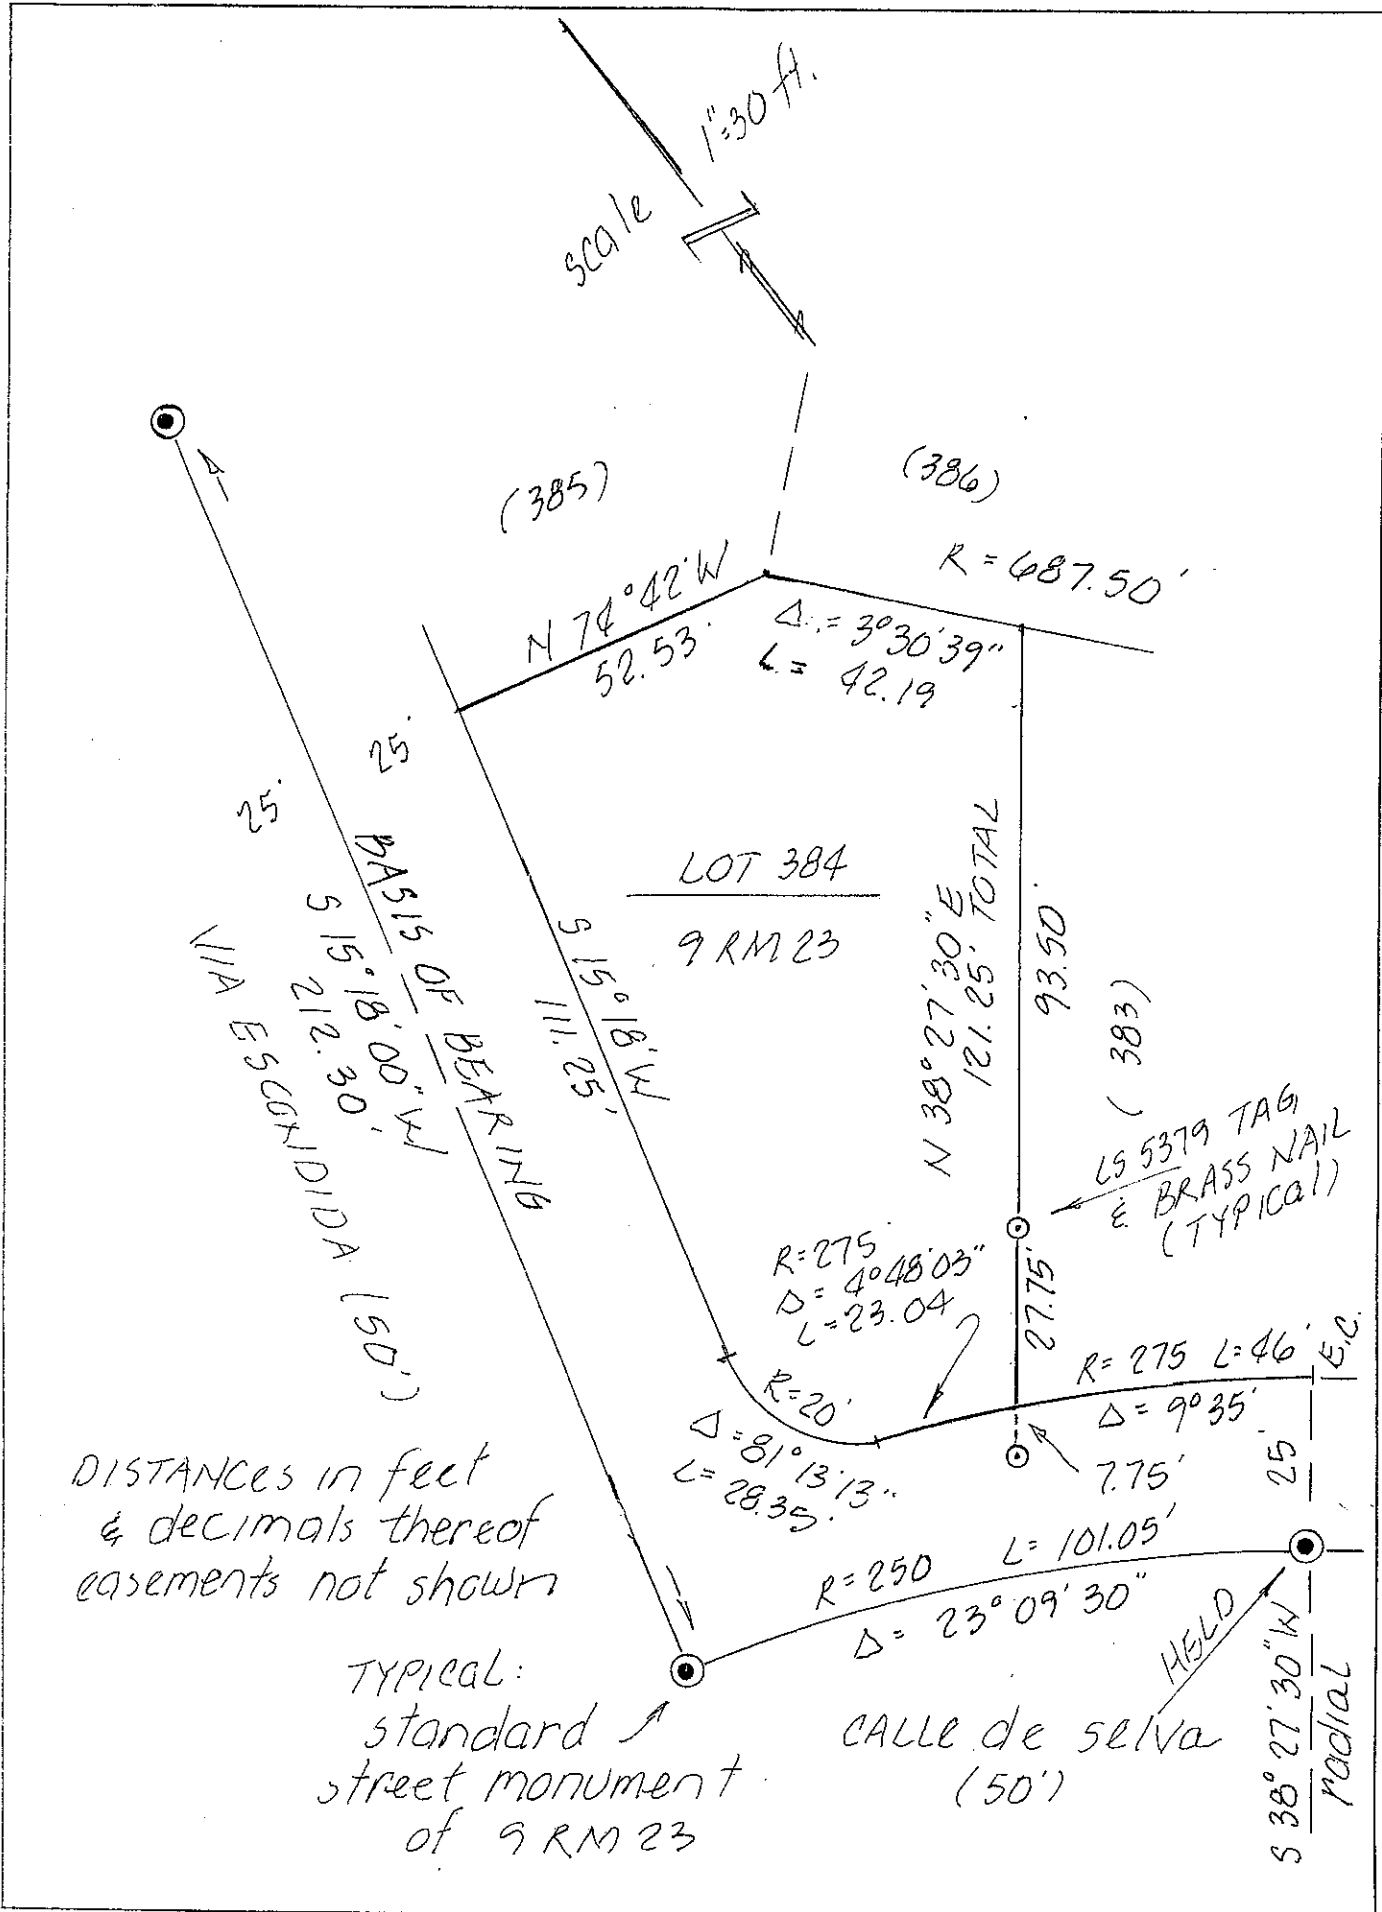 scale 1"=30 ft.
(385)
(386)
R = 687.50'
N 74° 42' W
52.53'
Δ = 3° 30' 39"
L = 42.19
25'
25'
BASIS OF BEARING
S 15° 18' 00" W
212.30'
VIA ESCONDIDA (50')
S 15° 18' W
111.25'
LOT 384
9 RM 23
N 38° 27' 30" E
121.25' TOTAL
93.50'
(383)
LS 5379 TAG
& BRASS NAIL
(TYPICAL)
27.75'
R=275'
Δ = 4° 48' 03"
L=23.04
R=20'
Δ = 81° 13' 13"
L= 28.35'
R= 275 L= 46'
Δ = 9° 35'
E.C.
7.75'
25'
R=250 L= 101.05'
Δ = 23° 09' 30"
HELD
S 38° 27' 30" W
radial
CALLE de selva
(50')
DISTANCES in feet
& decimals thereof
easements not shown
TYPICAL:
standard
street monument
of 9 RM 23